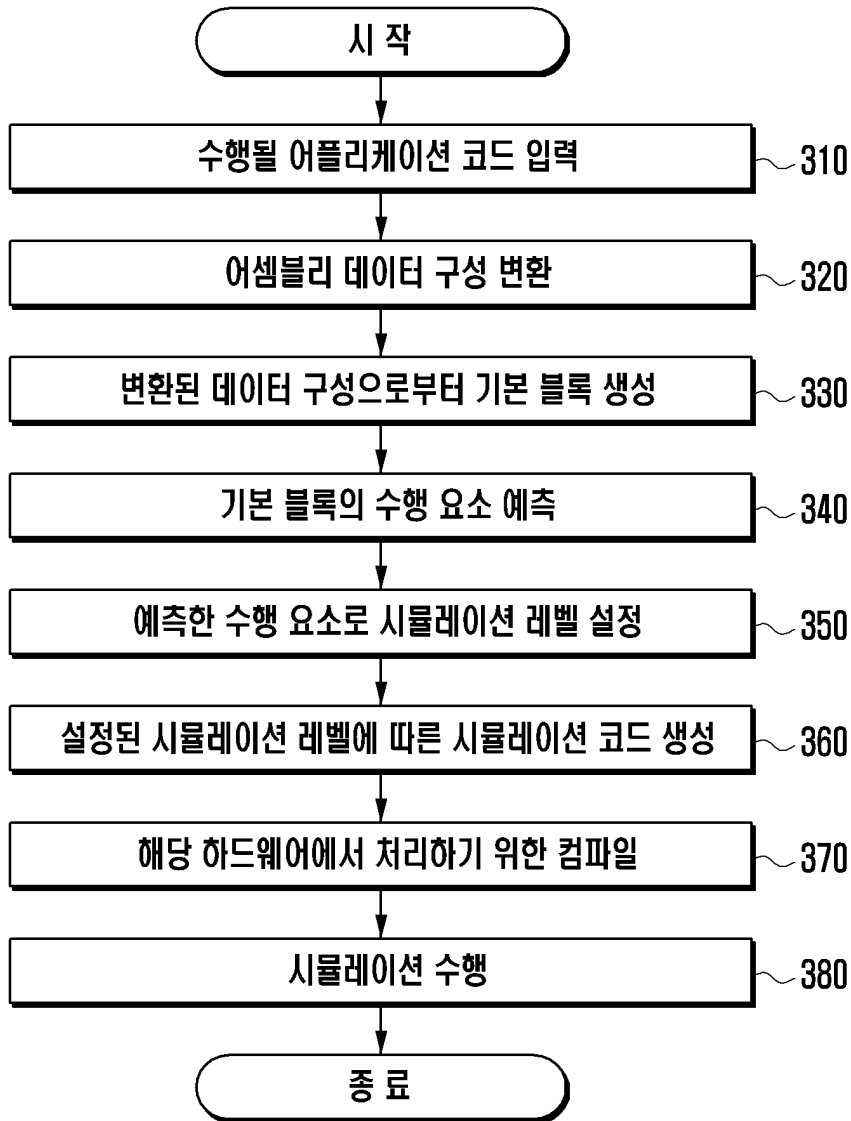 시 작
수행될 어플리케이션 코드 입력
310
어셈블리 데이터 구성 변환
320
변환된 데이터 구성으로부터 기본 블록 생성
330
기본 블록의 수행 요소 예측
340
예측한 수행 요소로 시뮬레이션 레벨 설정
350
설정된 시뮬레이션 레벨에 따른 시뮬레이션 코드 생성
360
해당 하드웨어에서 처리하기 위한 컴파일
370
시뮬레이션 수행
380
종 료